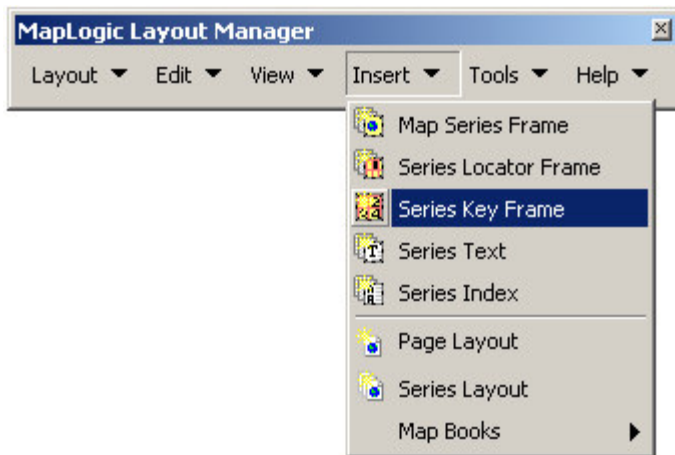 MapLogic Layout Manager
Layout Edit View Insert Tools Help
Map Series Frame
Series Locator Frame
Series Key Frame
Series Text
Series Index
Page Layout
Series Layout
Map Books